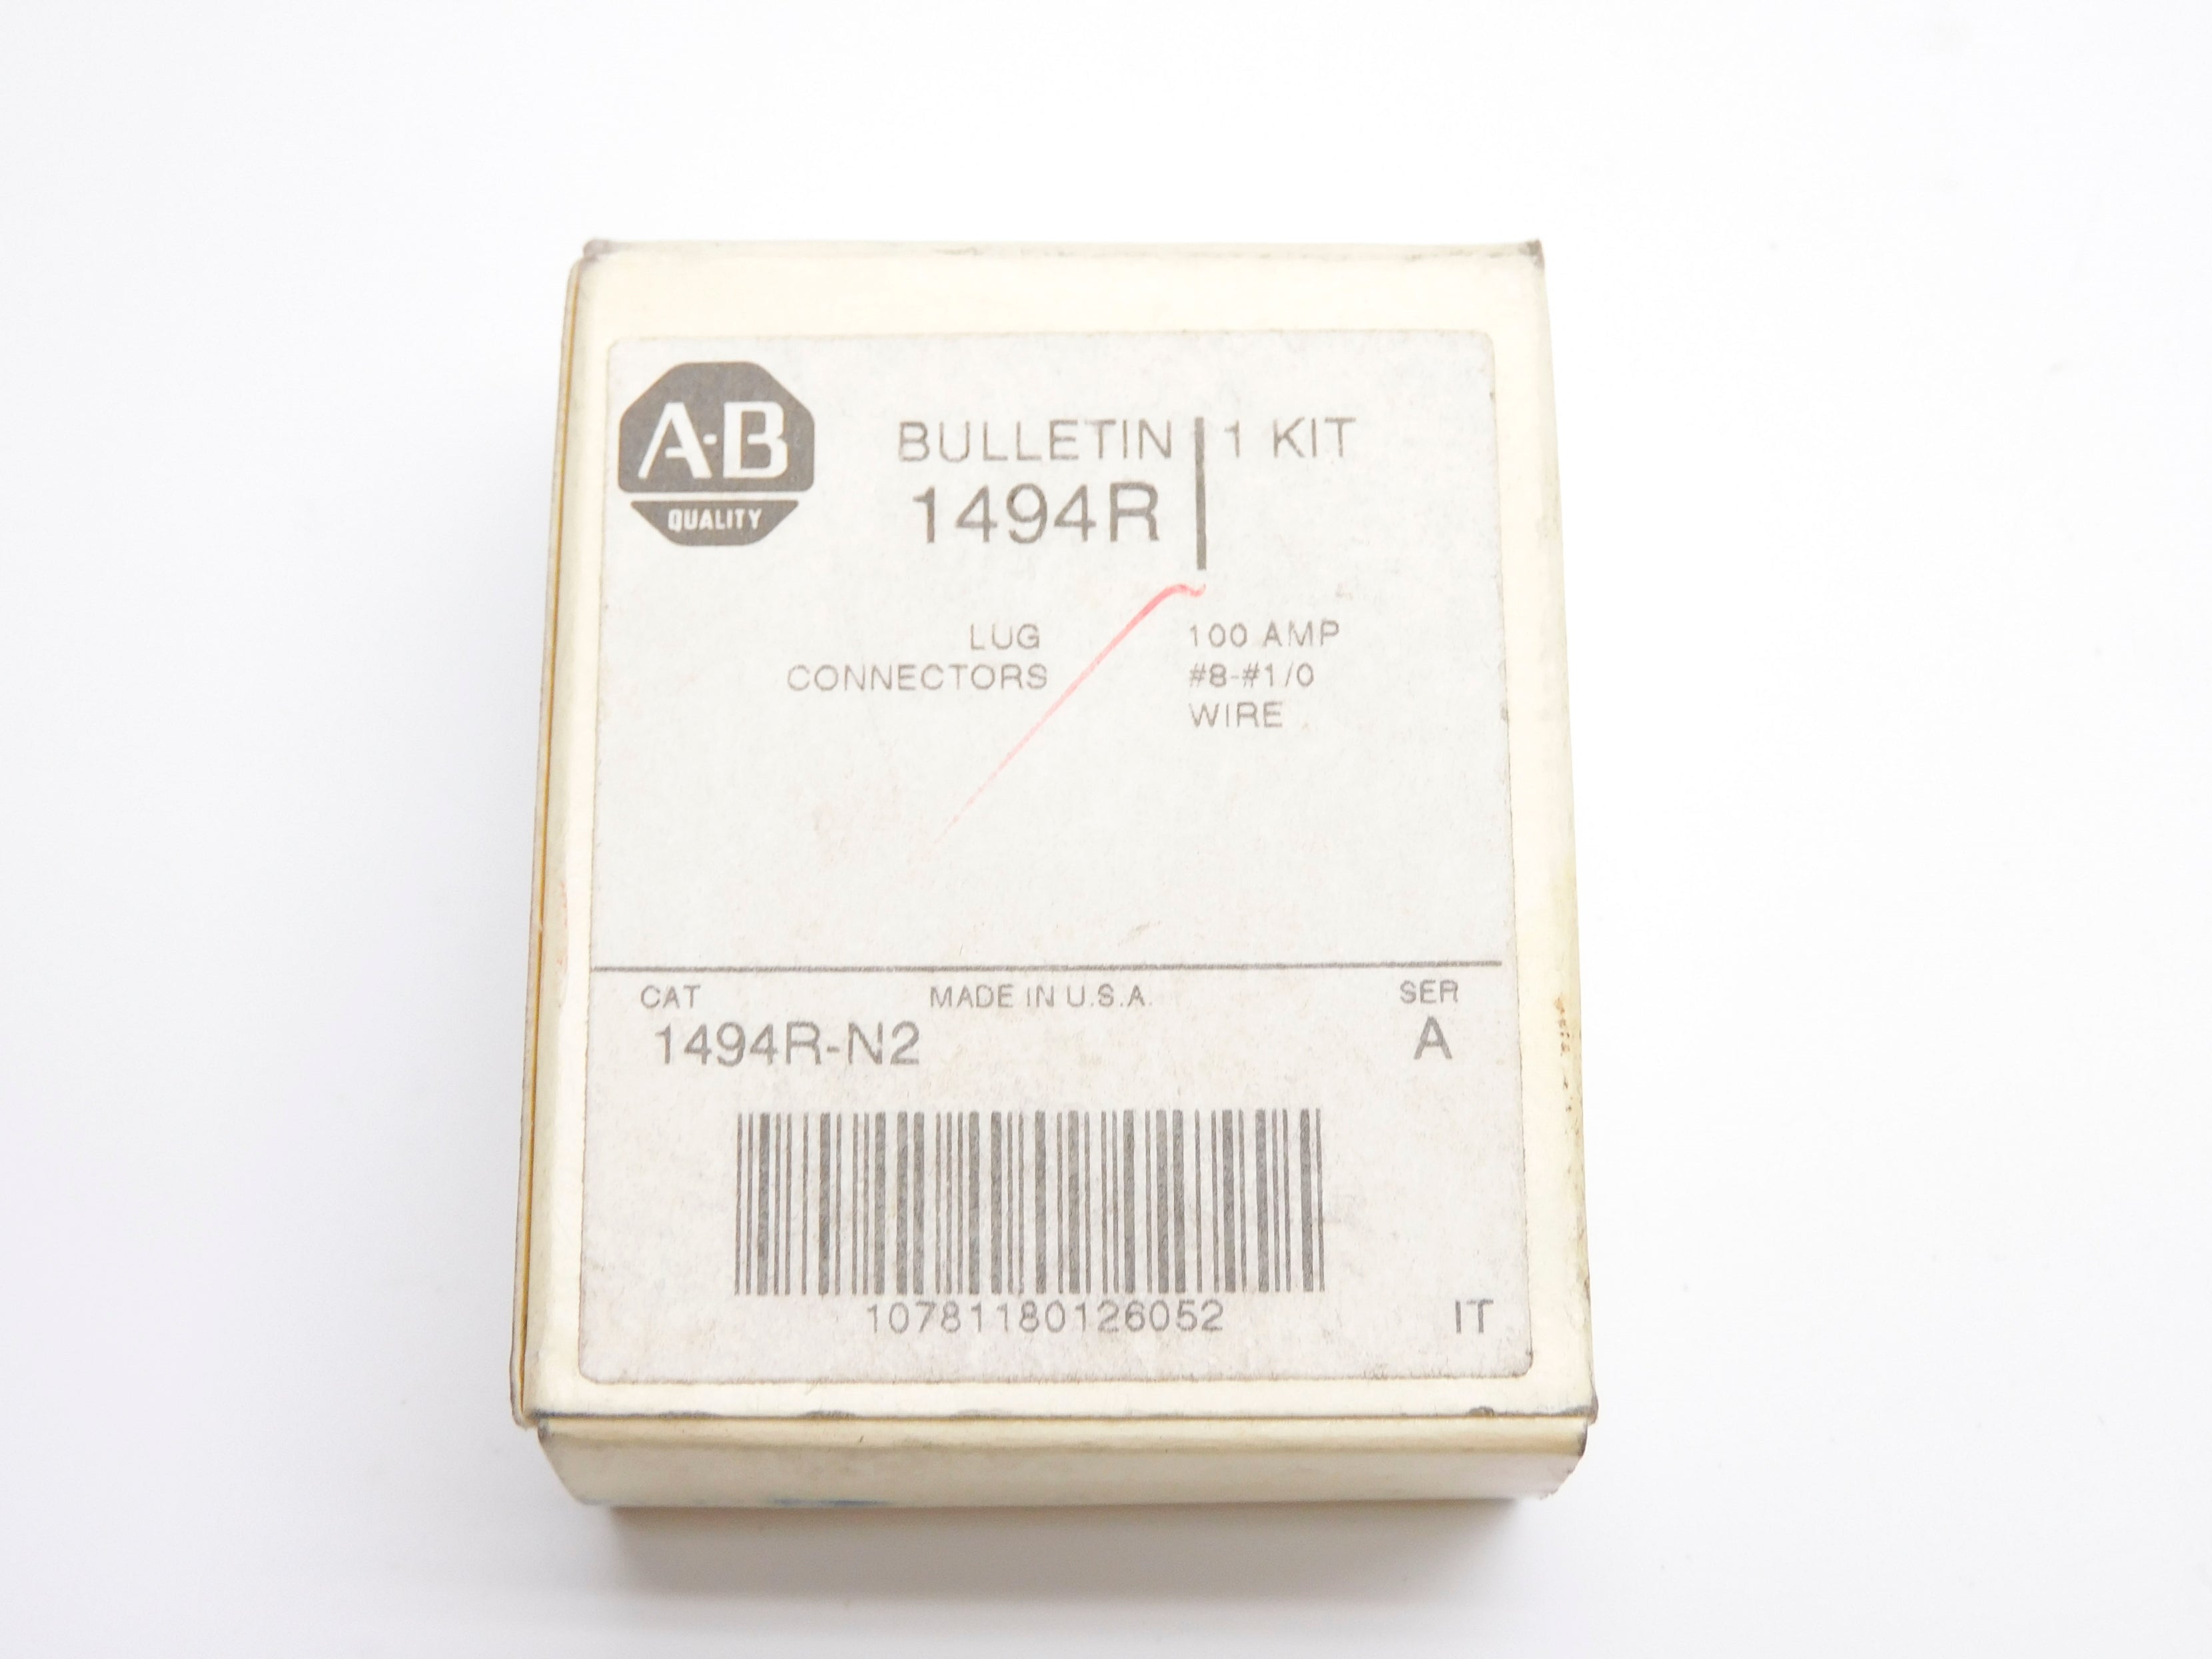 A·B
QUALITY
BULLETIN
1494R
1 KIT
LUG
CONNECTORS
100 AMP
#8-#1/0
WIRE
CAT
MADE IN U.S.A.
SER
1494R-N2
A
10781180126052
IT